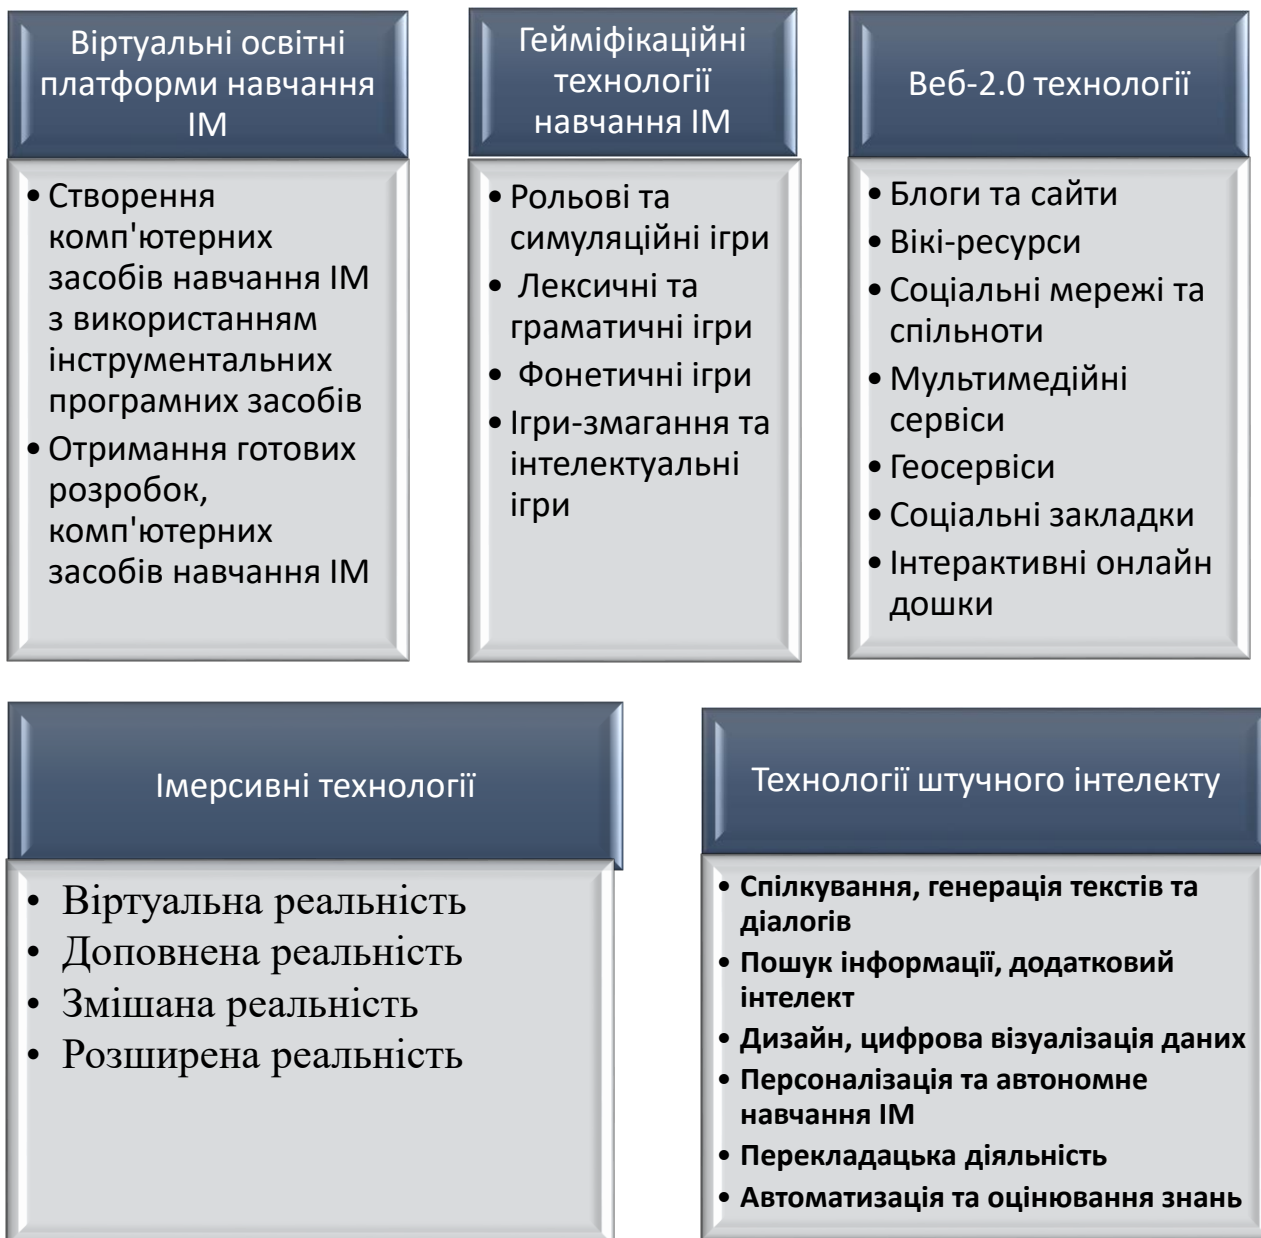 Віртуальні освітні
платформи навчання
ІМ
• Створення
комп'ютерних
засобів навчання ІМ
з використанням
інструментальних
програмних засобів
• Отримання готових
розробок,
комп'ютерних
засобів навчання ІМ
Гейміфікаційні
технології
навчання ІМ
• Рольові та
симуляційні ігри
• Лексичні та
граматичні ігри
• Фонетичні ігри
• Ігри-змагання та
інтелектуальні
ігри
Веб-2.0 технології
• Блоги та сайти
• Вікі-ресурси
• Соціальні мережі та
спільноти
• Мультимедійні
сервіси
• Геосервіси
• Соціальні закладки
• Інтерактивні онлайн
дошки
Імерсивні технології
• Віртуальна реальність
• Доповнена реальність
• Змішана реальність
• Розширена реальність
Технології штучного інтелекту
• Спілкування, генерація текстів та
діалогів
• Пошук інформації, додатковий
інтелект
• Дизайн, цифрова візуалізація даних
• Персоналізація та автономне
навчання ІМ
• Перекладацька діяльність
• Автоматизація та оцінювання знань